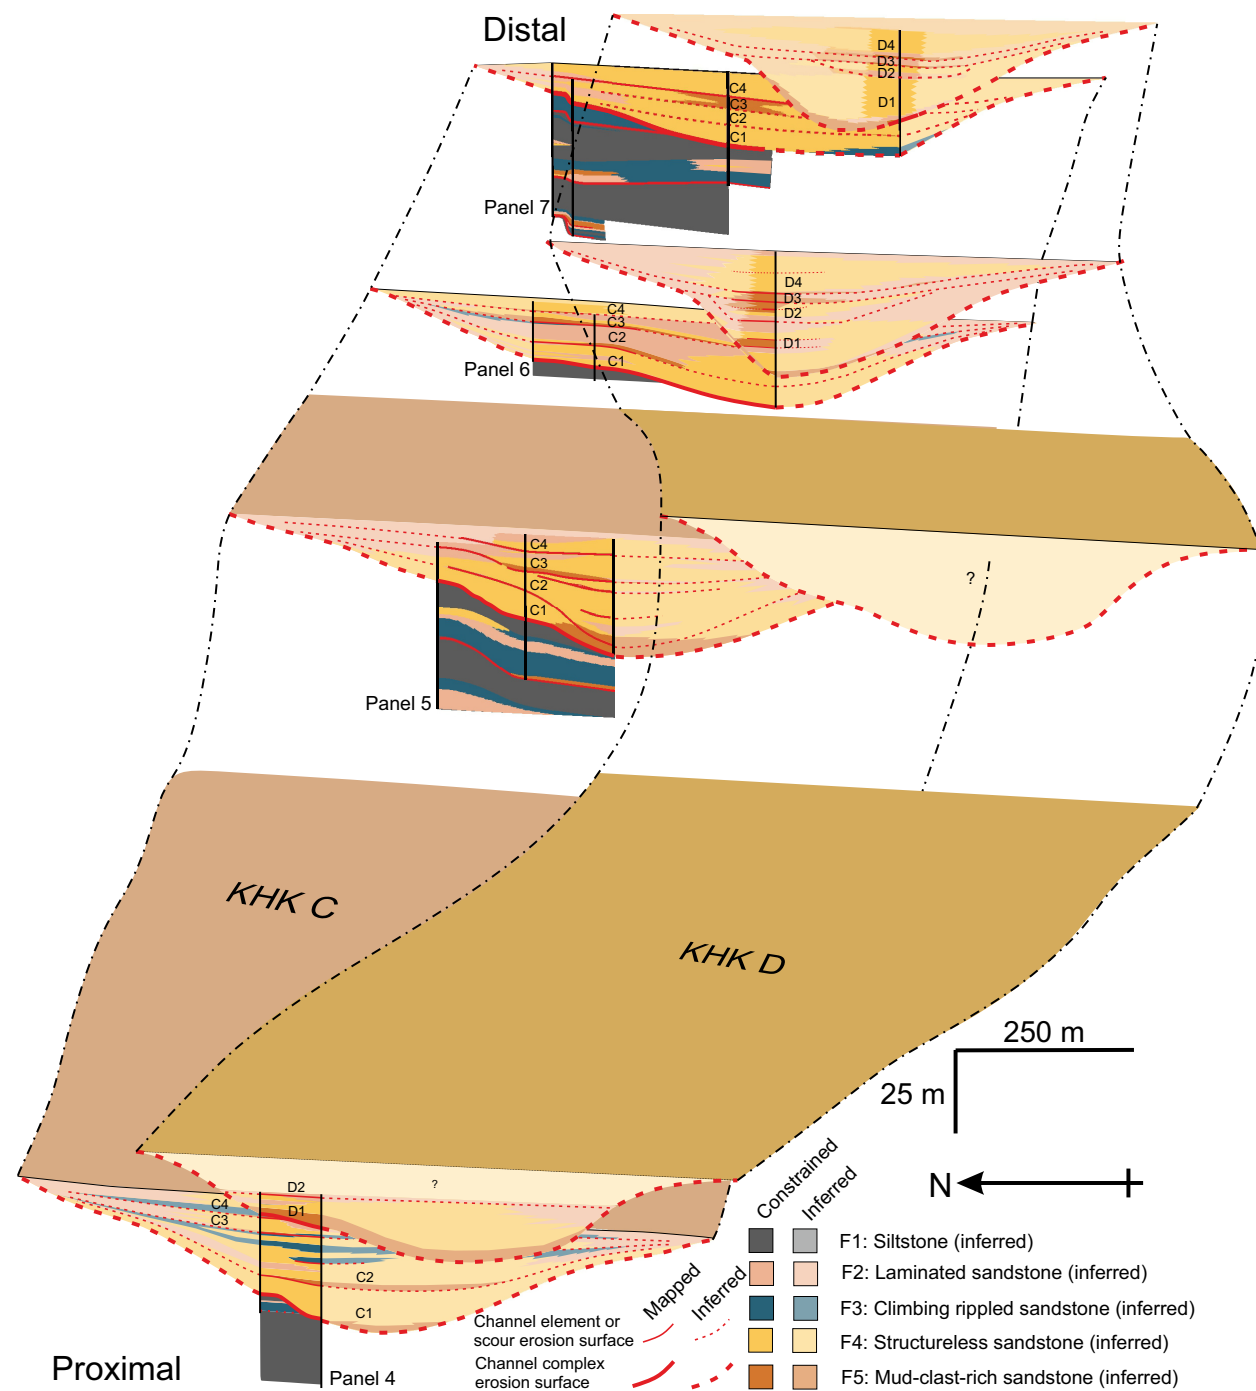 Distal
D4
D3
D2
D1
C4
C3
C2
C1
Panel 7
D4
D3
D2
D1
C4
C3
C2
C1
Panel 6
C4
C3
C2
C1
?
Panel 5
KHK C
KHK D
250 m
25 m
N
D2
?
D1
C4
C3
C2
C1
Panel 4
Proximal
Constrained
Inferred
F1: Siltstone (inferred)
F2: Laminated sandstone (inferred)
F3: Climbing rippled sandstone (inferred)
F4: Structureless sandstone (inferred)
F5: Mud-clast-rich sandstone (inferred)
Mapped
Inferred
Channel element or
scour erosion surface
Channel complex
erosion surface